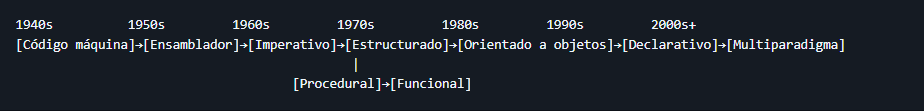 1940s 1950s 1960s 1970s 1980s 1990s 2000s+
[Código máquina]→[Ensamblador]→[Imperativo]→[Estructurado]→[Orientado a objetos]→[Declarativo]→[Multiparadigma]
|
[Procedural]→[Funcional]